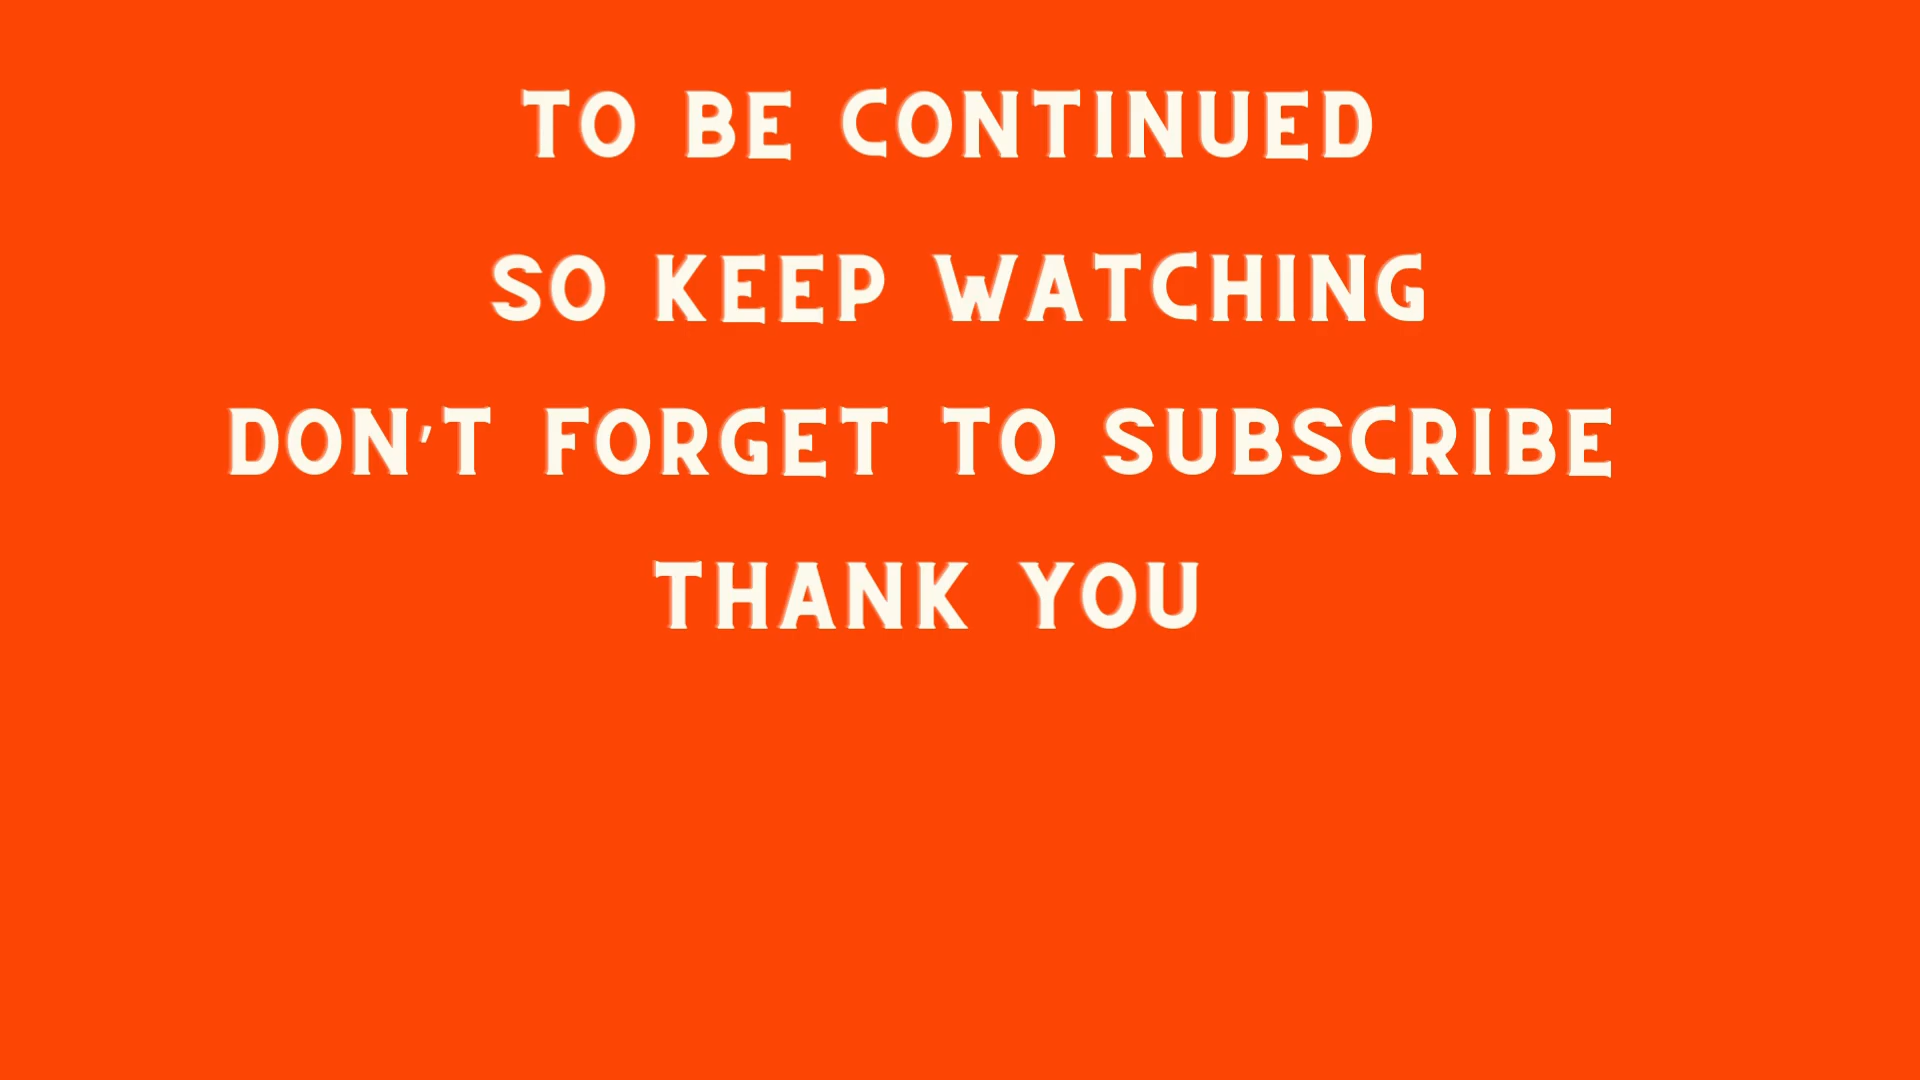 TO BE CONTINUED
SO KEEP WATCHING
DON'T FORGET TO SUBSCRIBE
THANK YOU